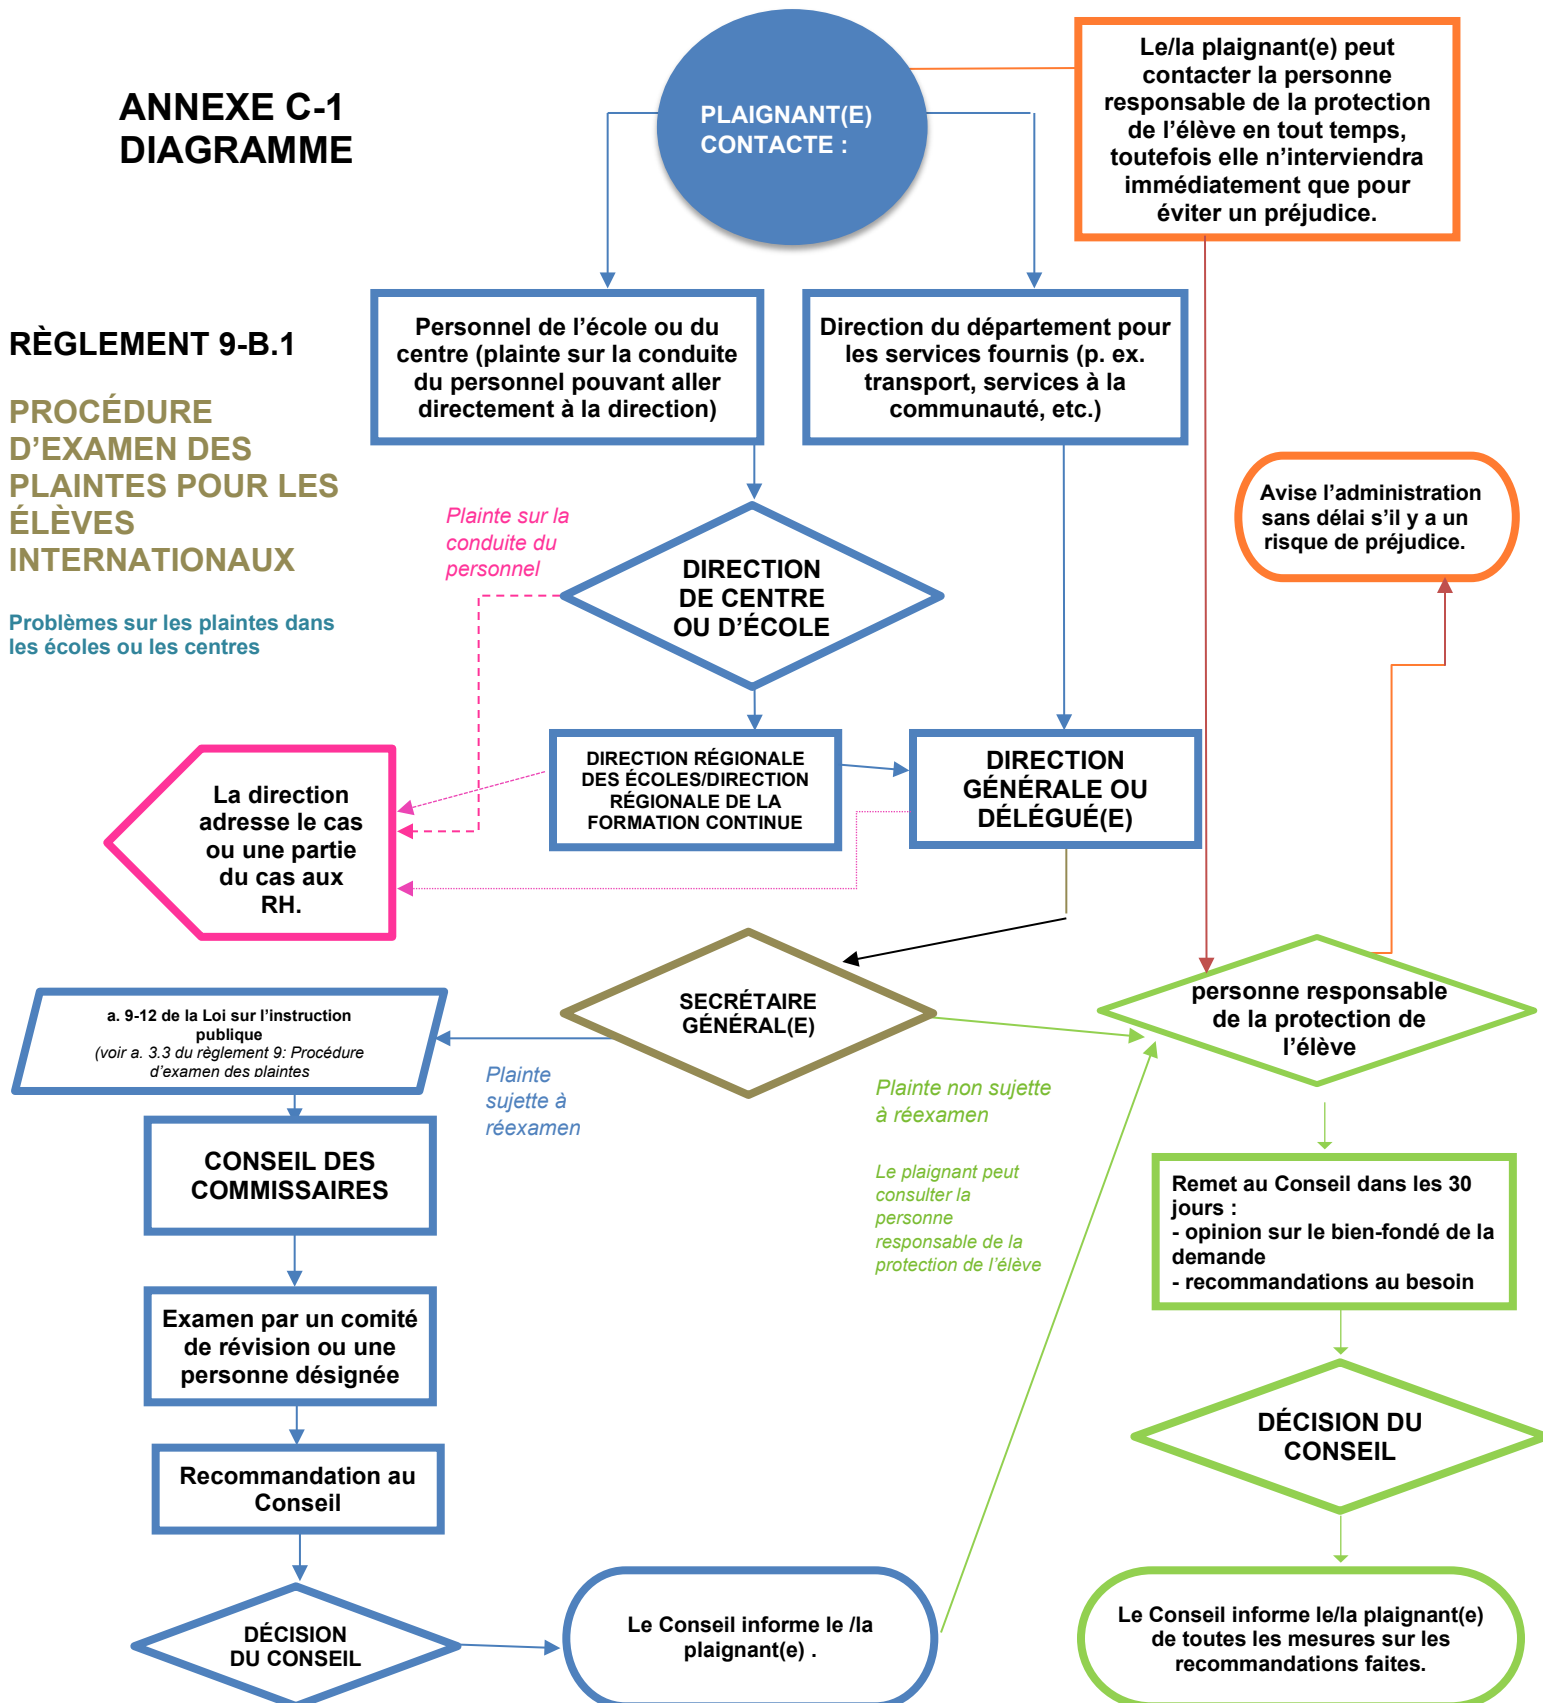 ANNEXE C-1
DIAGRAMME
PLAIGNANT(E)
CONTACTE :
Le/la plaignant(e) peut
contacter la personne
responsable de la protection
de l’élève en tout temps,
toutefois elle n’interviendra
immédiatement que pour
éviter un préjudice.
RÈGLEMENT 9-B.1
PROCÉDURE
D’EXAMEN DES
PLAINTES POUR LES
ÉLÈVES
INTERNATIONAUX
Problèmes sur les plaintes dans
les écoles ou les centres
Personnel de l’école ou du
centre (plainte sur la conduite
du personnel pouvant aller
directement à la direction)
Direction du département pour
les services fournis (p. ex.
transport, services à la
communauté, etc.)
Avise l’administration
sans délai s’il y a un
risque de préjudice.
Plainte sur la
conduite du
personnel
DIRECTION
DE CENTRE
OU D’ÉCOLE
DIRECTION RÉGIONALE
DES ÉCOLES/DIRECTION
RÉGIONALE DE LA
FORMATION CONTINUE
DIRECTION
GÉNÉRALE OU
DÉLÉGUÉ(E)
La direction
adresse le cas
ou une partie
du cas aux
RH.
SECRÉTAIRE
GÉNÉRAL(E)
personne responsable
de la protection de
l’élève
a. 9-12 de la Loi sur l’instruction
publique
(voir a. 3.3 du règlement 9: Procédure
d’examen des plaintes
Plainte
sujette à
réexamen
Plainte non sujette
à réexamen
Le plaignant peut
consulter la
personne
responsable de la
protection de l’élève
CONSEIL DES
COMMISSAIRES
Remet au Conseil dans les 30
jours :
- opinion sur le bien-fondé de la
demande
- recommandations au besoin
Examen par un comité
de révision ou une
personne désignée
DÉCISION DU
CONSEIL
Recommandation au
Conseil
DÉCISION
DU CONSEIL
Le Conseil informe le /la
plaignant(e) .
Le Conseil informe le/la plaignant(e)
de toutes les mesures sur les
recommandations faites.